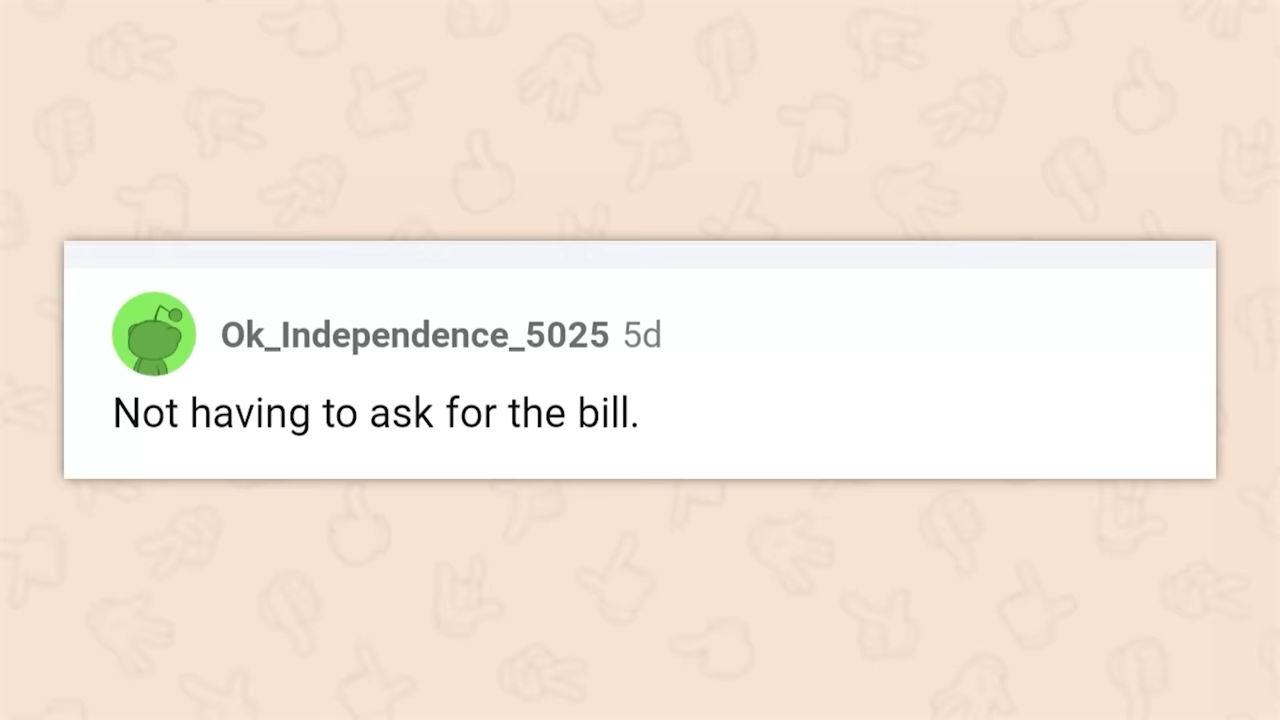 Ok_Independence_5025 5d
Not having to ask for the bill.